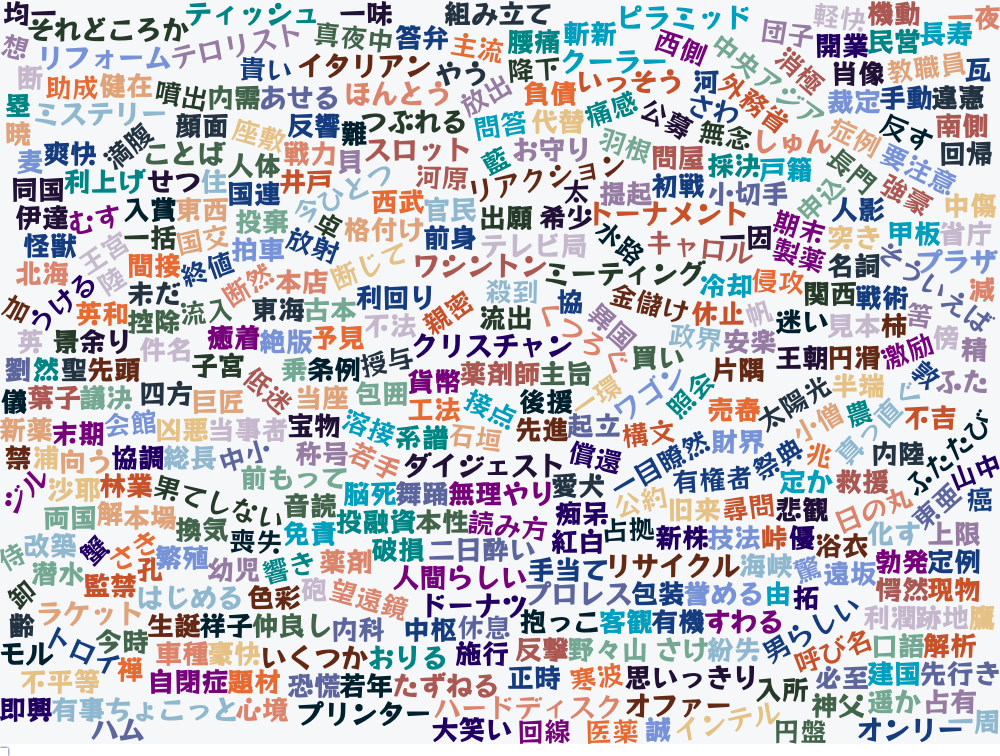 均一
それどころか
ティッシュ
一味
組み立て
ピラミッド
団子
軽快
機動
一夜
想
リフォーム
テロリスト
真夜中
答弁
主流
腰痛
斬新
西側
中央アジア
消極
開業
民営
長寿
断
助成
健在
貴い
イタリアン
やう
降下
クーラー
河
外務省
肖像
教職員
瓦
塁
ミステリー
噴出
内需
あせる
ほんとう
放出
負債
いっそう
痛感
公募
さわ
裁定
手動
違憲
暁
満腹
顔面
座敷
反響
難
つぶれる
問答
代替
羽根
無念
しゅん
症例
反す
南側
妻
爽快
ことば
人体
戦力
貝
スロット
藍
お守り
問屋
採決
戸籍
長門
要注意
回帰
同国
利上げ
せつ
住
国連
井戸
今ひとつ
河原
リアクション
太
提起
初戦
小切手
申込
強豪
伊達
むす
入賞
東西
投棄
卓
西武
官民
出願
希少
トーナメント
期末
人影
中傷
怪獣
王宮
一括
国交
拍車
放射
格付け
前身
テレビ局
水路
キャロル
一因
製薬
突き
甲板
省庁
北海
陸
間接
終値
断然
本店
断じて
ワシントン
ミーティング
冷却
侵攻
名詞
そういえば
プラザ
加
うける
未だ
流入
東海
古本
利回り
殺到
協
金儲け
休止
帆
関西
戦術
減
英和
控除
癒着
絶版
予見
不法
親密
流出
くつろぐ
異国
政界
安楽
迷い
見本
柿
筈
英
景
余り
件名
クリスチャン
買い
傍
精
劉
然
聖
先頭
子宮
乗
条例
授与
貨幣
薬剤師
主旨
一環
ワゴン
照会
片隅
王朝
円滑
激励
峯
ふた
儀
葉子
議決
四方
巨匠
低迷
当座
包囲
工法
接点
後援
売春
太陽光
半端
新薬
末期
会館
凶悪
当事者
宝物
溶接
系譜
石垣
先進
起立
構文
小僧
農
真っ直ぐ
不吉
禁
浦
向う
協調
総長
中小
称号
若手
ダイジェスト
償還
一目瞭然
財界
祭典
兆
内陸
ふたたび
ジル
沙耶
林業
果てしない
前もって
脳死
舞踊
無理やり
愛犬
有権者
定か
救援
山中
両国
解本場
音読
投融資
本性
読み方
痴呆
公約
旧来
尋問
悲観
日の丸
東亜
癌
侍
改築
蟹
さき
換気
喪失
免責
破損
二日酔い
紅白
占拠
新株
技法
峠
優
浴衣
化す
上限
潜水
孔
繁殖
幼児
響き
薬剤
人間らしい
手当て
リサイクル
海峡
篤
遠坂
勃発
定例
卸
監禁
はじめる
色彩
砲
望遠鏡
ドーナツ
プロレス
包装
誉める
由
拓
愕然
現物
齢
ラケット
生誕
祥子
仲良し
内科
中枢
休息
抱っこ
客観
有機
すわる
男らしい
利潤
跡地
鷹
モル
トロイ
今時
禅
車種
豪快
いくつか
おりる
施行
反撃
野々山
さけ
紛失
呼び名
口語
解析
不平等
自閉症
題材
恐慌
若年
たずねる
正時
寒波
思いっきり
入所
必至
建国
先行き
即興
有事
ちょこっと
心境
プリンター
ハードディスク
オファー
神父
遥か
占有
ハム
大笑い
回線
医薬
誠
インテル
円盤
オンリー
一周